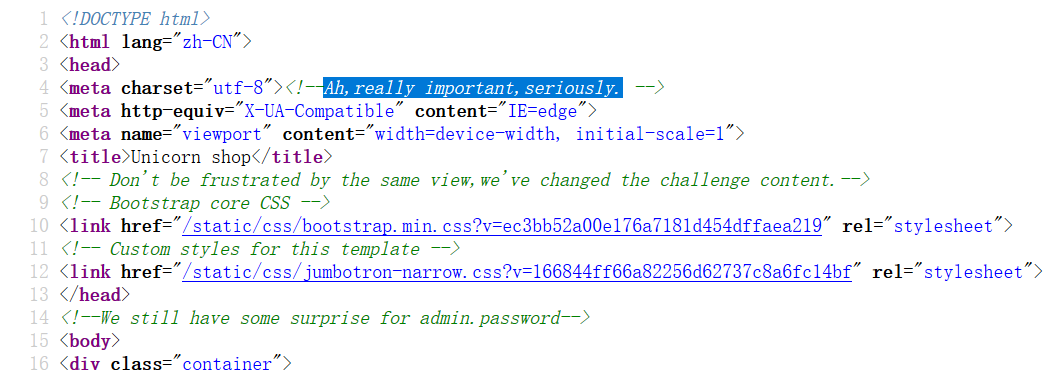 1 <!DOCTYPE html>
2 <html lang="zh-CN">
3 <head>
4 <meta charset="utf-8"><!--Ah,really important,seriously. -->
5 <meta http-equiv="X-UA-Compatible" content="IE=edge">
6 <meta name="viewport" content="width=device-width, initial-scale=1">
7 <title>Unicorn shop</title>
8 <!-- Don't be frustrated by the same view,we've changed the challenge content.-->
9 <!-- Bootstrap core CSS -->
10 <link href="/static/css/bootstrap.min.css?v=ec3bb52a00e176a7181d454dffaea219" rel="stylesheet">
11 <!-- Custom styles for this template -->
12 <link href="/static/css/jumbotron-narrow.css?v=166844ff66a82256d62737c8a6fc14bf" rel="stylesheet">
13 </head>
14 <!--We still have some surprise for admin.password-->
15 <body>
16 <div class="container">